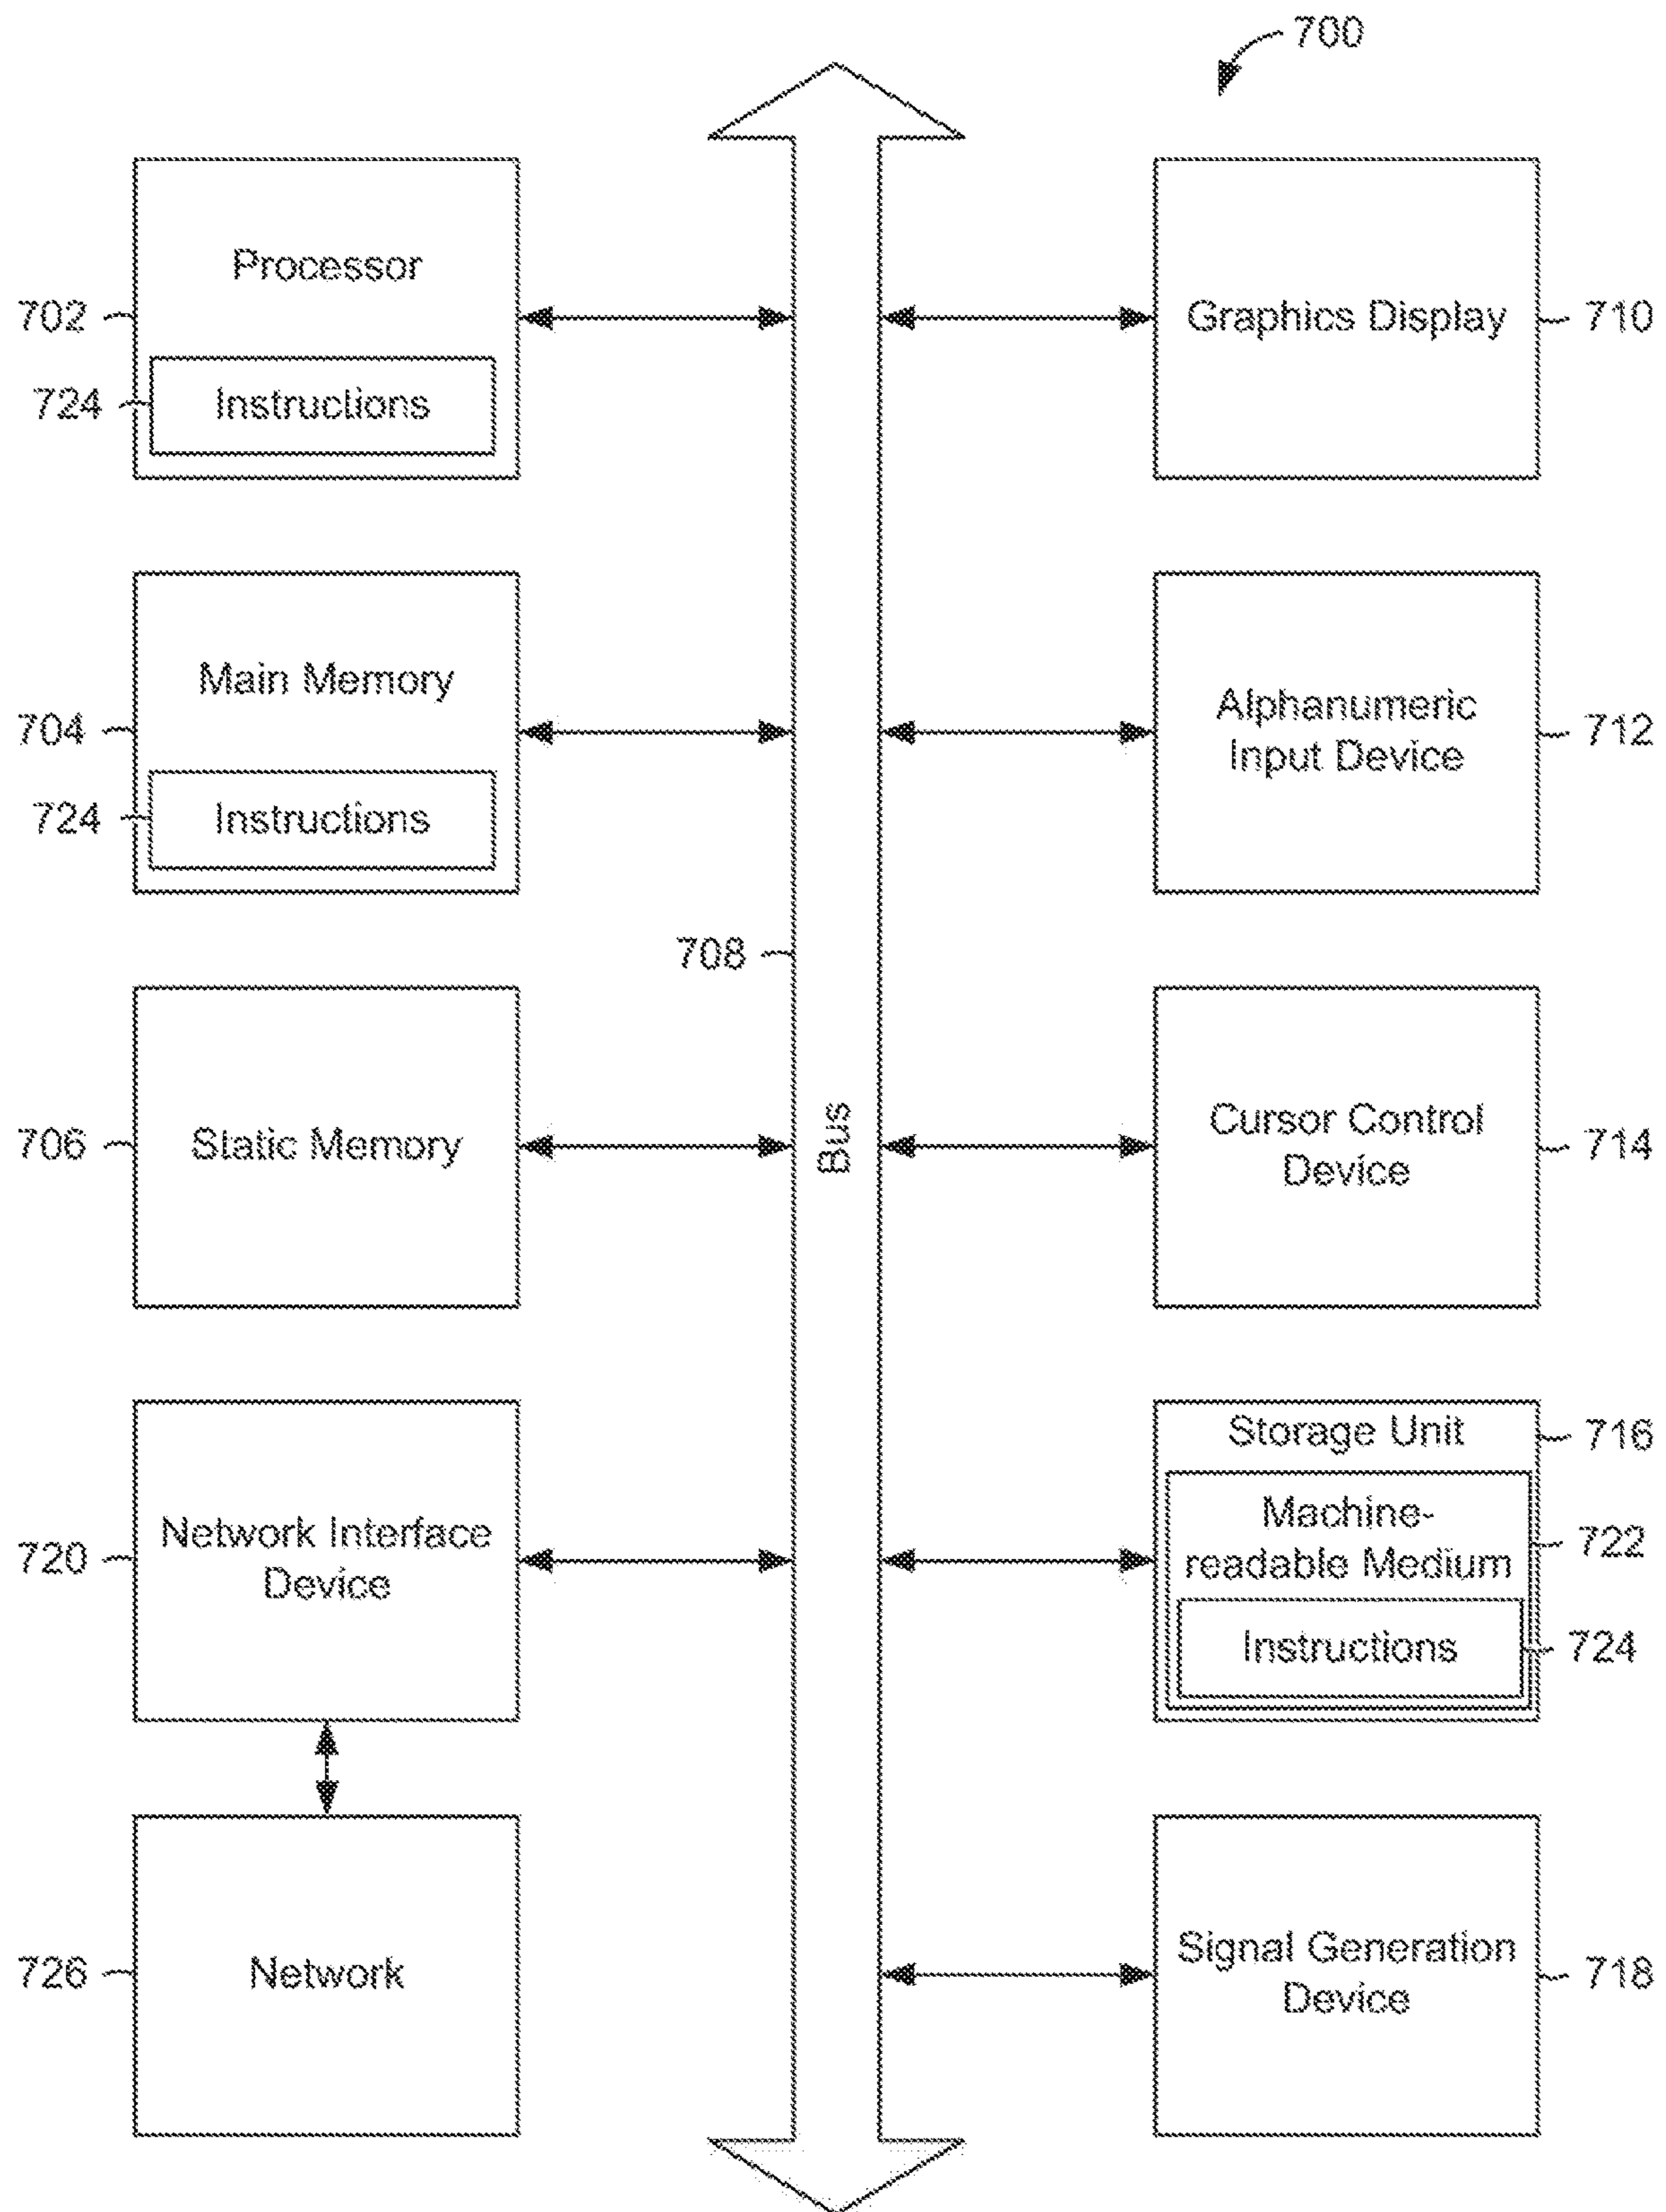 700
Processor
702
724
Instructions
Graphics Display
710
Main Memory
704
724
Instructions
Alphanumeric
Input Device
712
708
Bus
706
Static Memory
Cursor Control
Device
714
720
Network Interface
Device
Storage Unit
716
Machine-
readable Medium
722
Instructions
724
726
Network
Signal Generation
Device
718